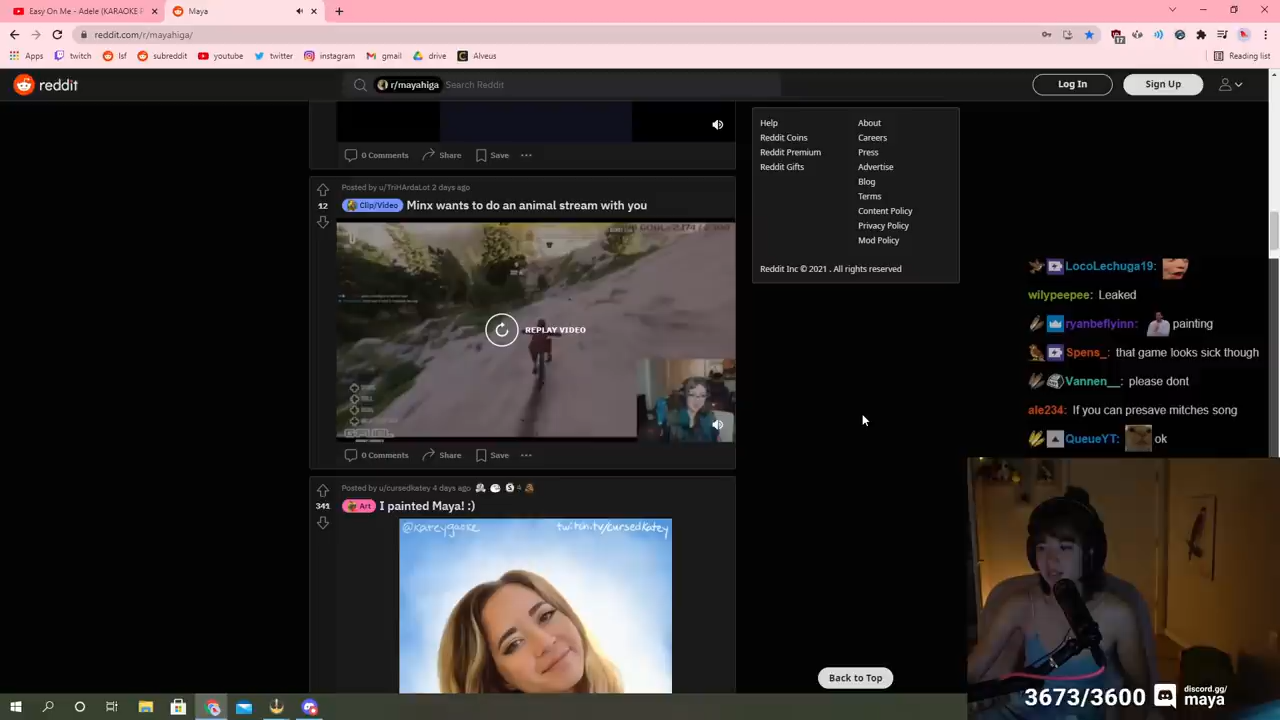 Easy On Me - Adele (KARAOKE P
Maya
reddit.com/r/mayahiga/
17
Apps
twitch
lsf
subreddit
youtube
twitter
instagram
gmail
drive
Alveus
Reading list
reddit
r/mayahiga
Search Reddit
Log In
Sign Up
0 Comments
Share
Save
Help
Reddit Coins
Reddit Premium
Reddit Gifts
About
Careers
Press
Advertise
Blog
Terms
Content Policy
Privacy Policy
Mod Policy
Reddit Inc © 2021 . All rights reserved
Posted by u/TriHArdaLot 2 days ago
12
Clip/Video
Minx wants to do an animal stream with you
REPLAY VIDEO
0 Comments
Share
Save
Posted by u/cursedkatey 4 days ago
4
341
Art
I painted Maya! :)
@kateygaoke
twitch.tv/cursedkatey
Back to Top
LocoLechuga19:
wilypeepee: Leaked
ryanbeflyinn: painting
Spens_: that game looks sick though
Vannen__: please dont
ale234: If you can presave mitches song
QueueYT: ok
3673/3600
discord.gg/
maya